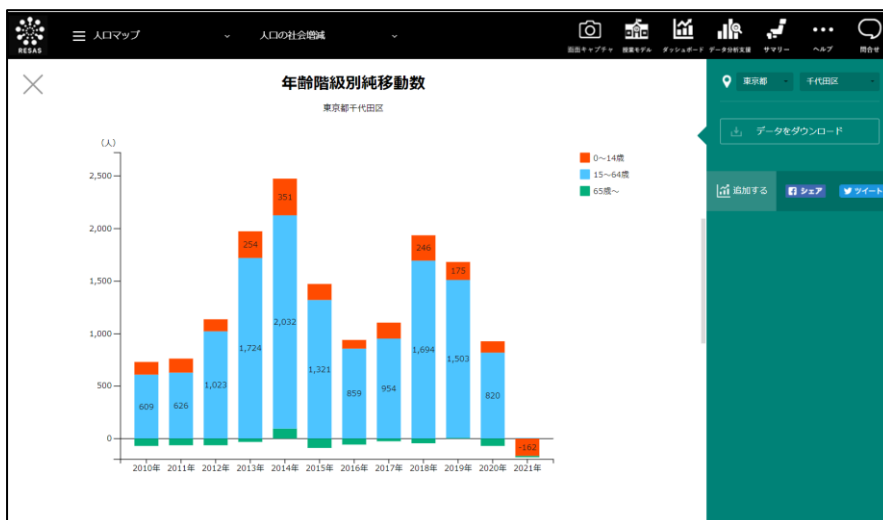 RESAS
人口マップ
人口の社会増減
画面キャプチャ
授業モデル
ダッシュボード
データ分析支援
サマリー
ヘルプ
問合せ
年齢階級別純移動数
東京都千代田区
東京都
千代田区
データをダウンロード
追加する
シェア
ツイート
(人)
0～14歳
15～64歳
65歳～
2,500
2,000
1,500
1,000
500
0
609
626
1,023
254
1,724
351
2,032
1,321
859
954
246
1,694
175
1,503
820
-162
2010年 2011年 2012年 2013年 2014年 2015年 2016年 2017年 2018年 2019年 2020年 2021年